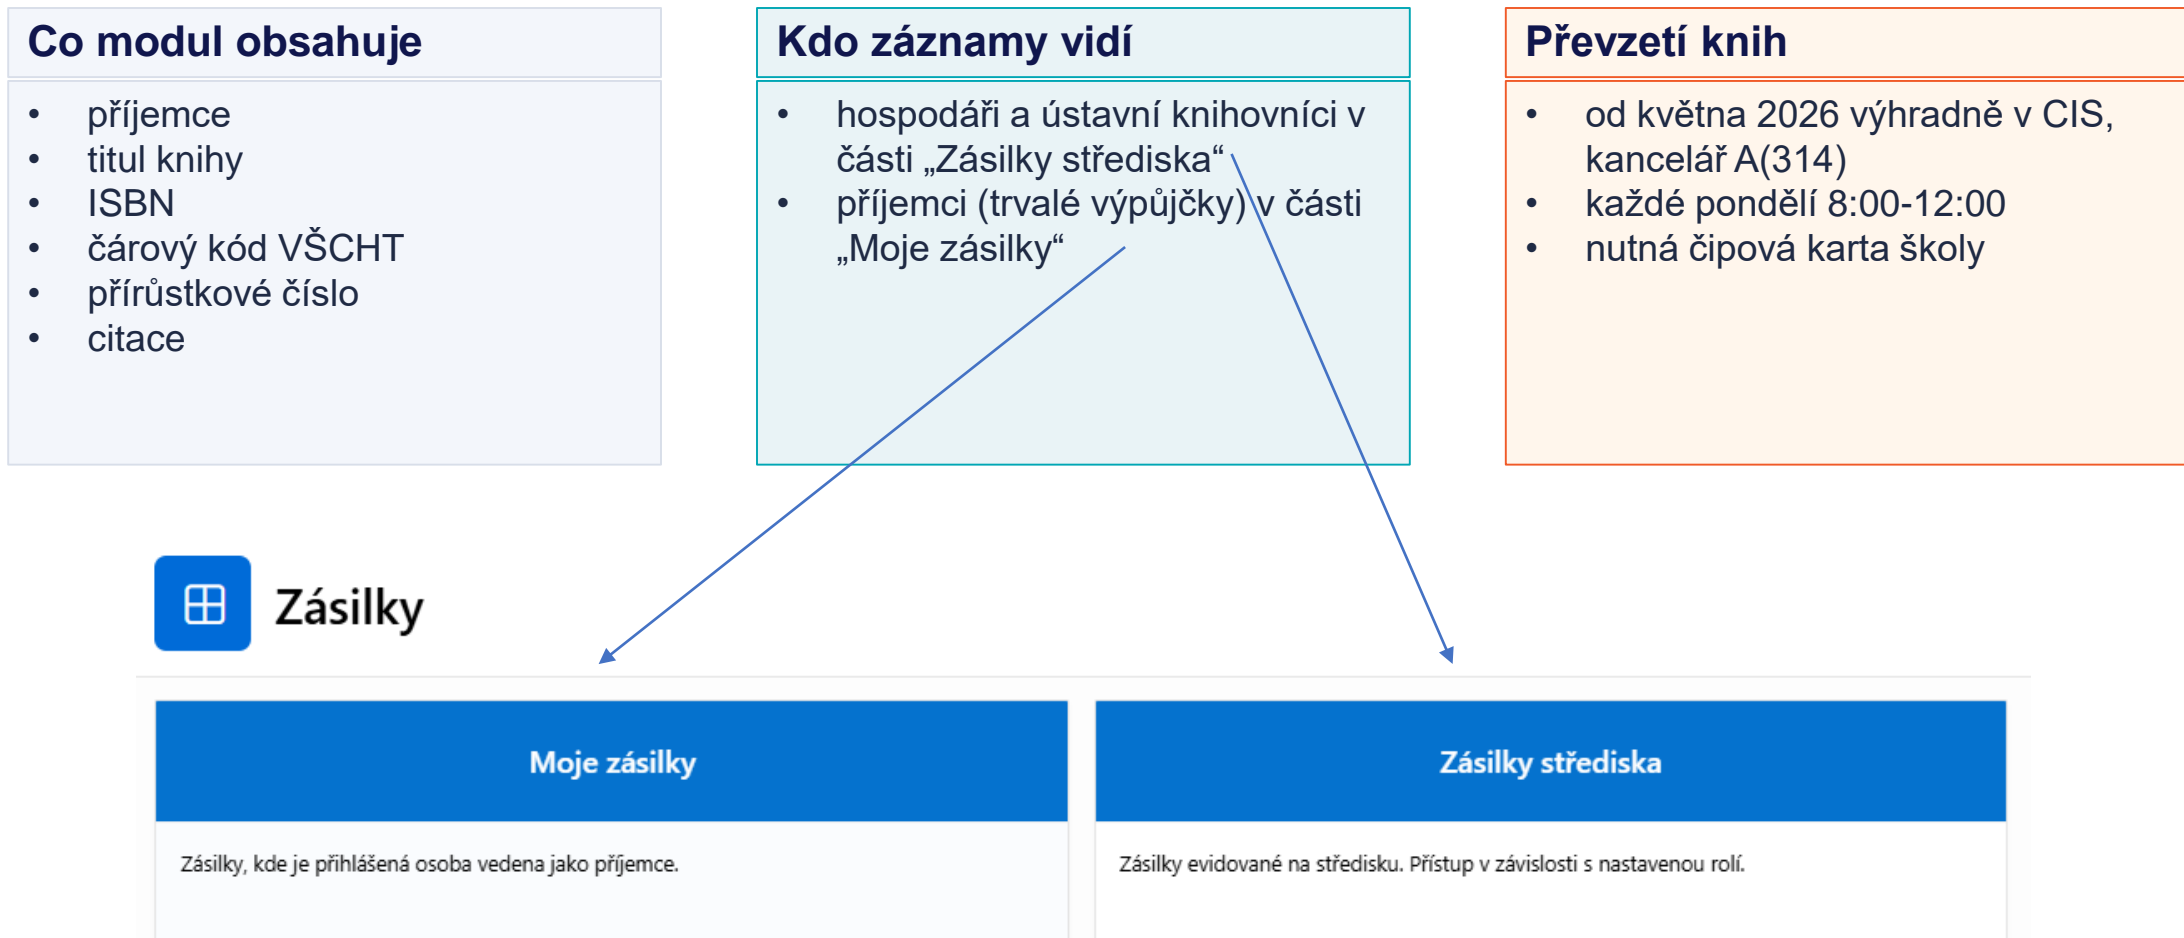 Co modul obsahuje
• příjemce
• titul knihy
• ISBN
• čárový kód VŠCHT
• přírůstkové číslo
• citace
Kdo záznamy vidí
• hospodáři a ústavní knihovníci v
části „Zásilky střediska“
• příjemci (trvalé výpůjčky) v části
„Moje zásilky“
Převzetí knih
• od května 2026 výhradně v CIS,
kancelář A(314)
• každé pondělí 8:00-12:00
• nutná čipová karta školy
Zásilky
Moje zásilky
Zásilky, kde je přihlášená osoba vedena jako příjemce.
Zásilky střediska
Zásilky evidované na středisku. Přístup v závislosti s nastavenou rolí.